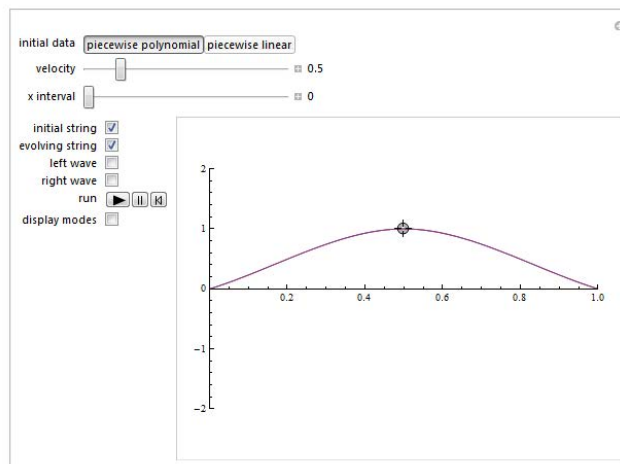 initial data piecewise polynomial piecewise linear
velocity 0.5
x interval 0
initial string
evolving string
left wave
right wave
run
display modes
2
1
0
0.2 0.4 0.6 0.8 1.0
−1
−2